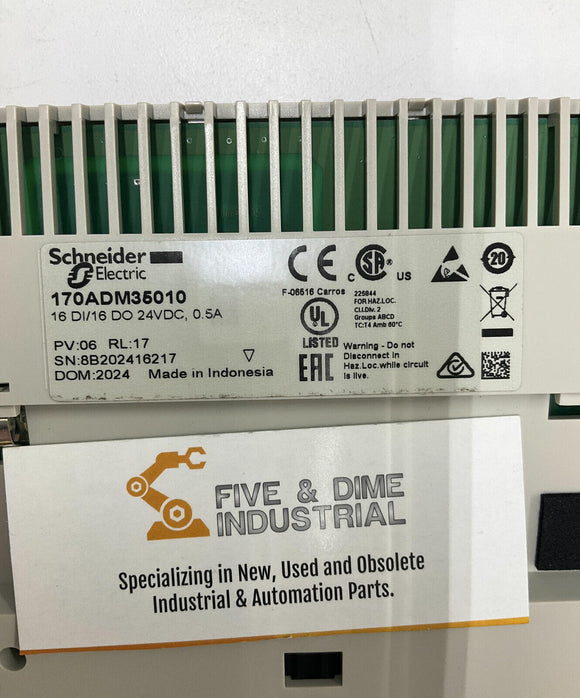 Schneider
Electric
170ADM35010
16 DI/16 DO 24VDC, 0.5A
PV:06 RL:17
SN:8B202416217
DOM:2024 Made in Indonesia
CE
F-06516 Carros
C SA US
225844
FOR HAZ.LOC.
CI.I,Div. 2
Groups ABCD
TC:T4 Amb 60°C
20
UL
LISTED
EAC
Warning - Do not
Disconnect in
Haz.Loc.while circuit
is live.
FIVE & DIME
INDUSTRIAL
Specializing in New, Used and Obsolete
Industrial & Automation Parts.